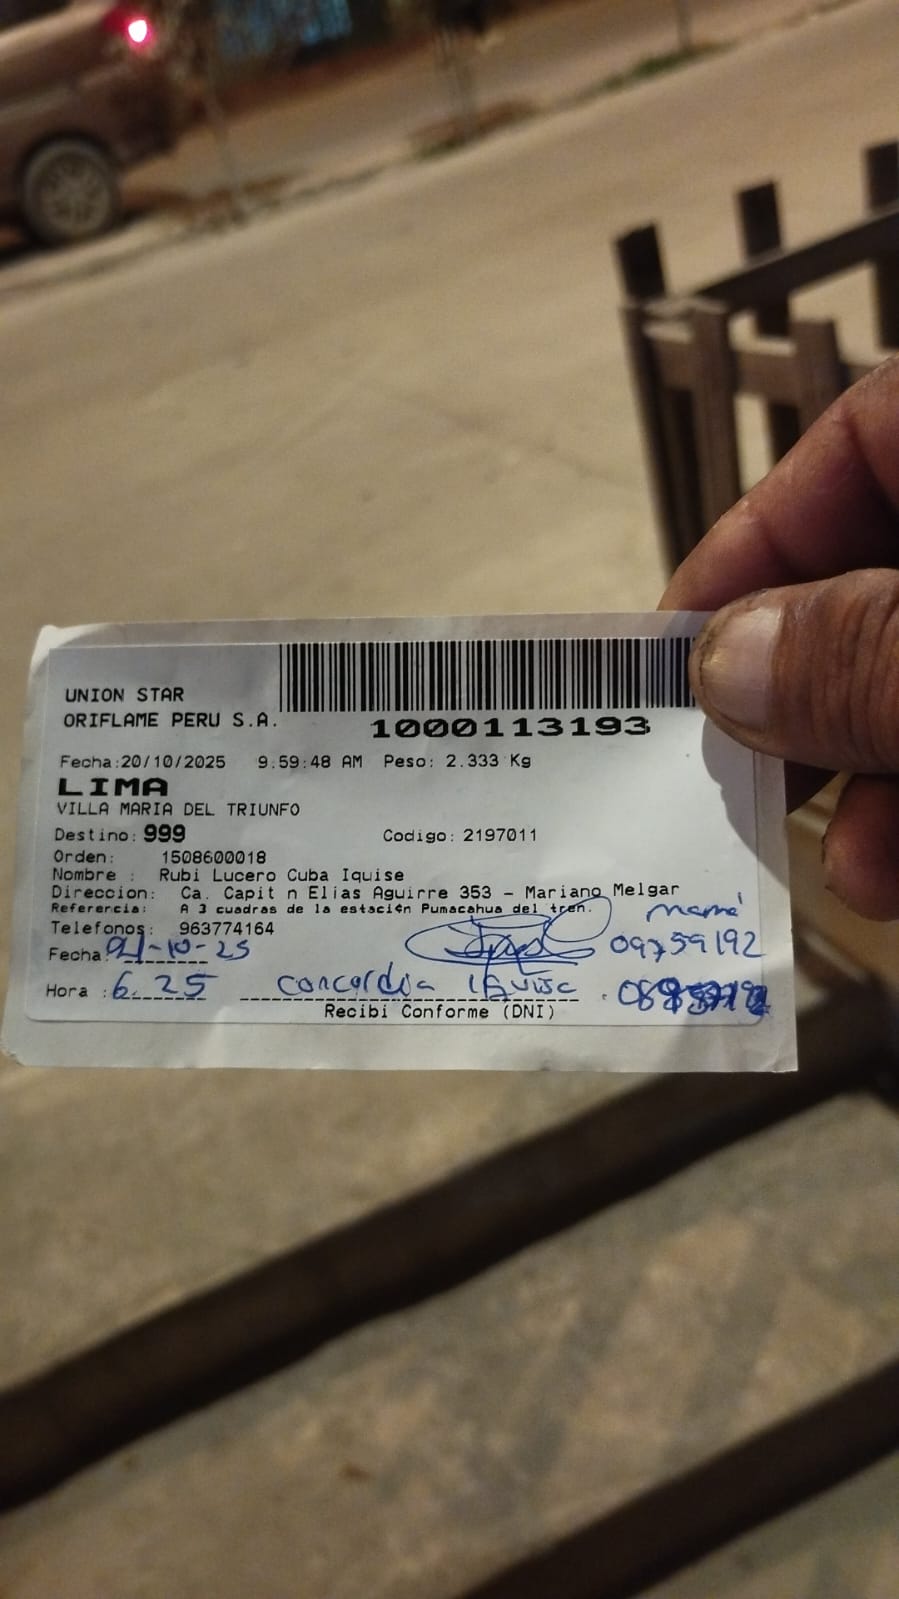 UNION STAR
ORIFLAME PERU S.A.
1000113193
Fecha:20/10/2025 9:59:48 AM Peso: 2.333 Kg
LIMA
VILLA MARIA DEL TRIUNFO
Destino: 999 Codigo: 2197011
Orden: 1508600018
Nombre : Rubi Lucero Cuba Iquise
Direccion: Ca. Capit n Elias Aguirre 353 - Mariano Melgar
Referencia: A 3 cuadras de la estaci¢n Pumacahua del tren.
mamá
Telefonos: 963774164
Fecha: 21-10-25 09759192
Hora : 6.25 concordia Iquise
Recibi Conforme (DNI)